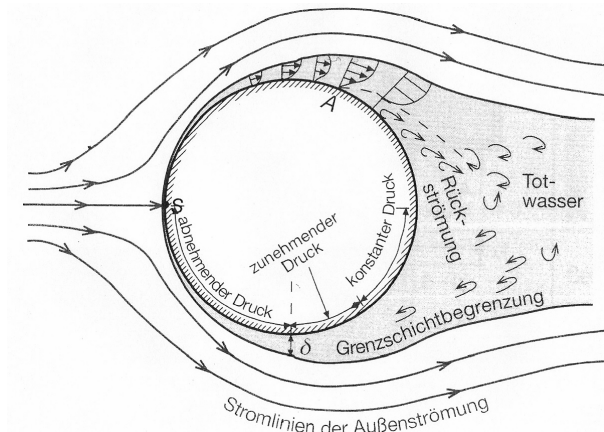 A
S
abnehmender Druck
zunehmender
Druck
konstanter Druck
Rück-
strömung
Tot-
wasser
δ
Grenzschichtbegrenzung
Stromlinien der Außenströmung